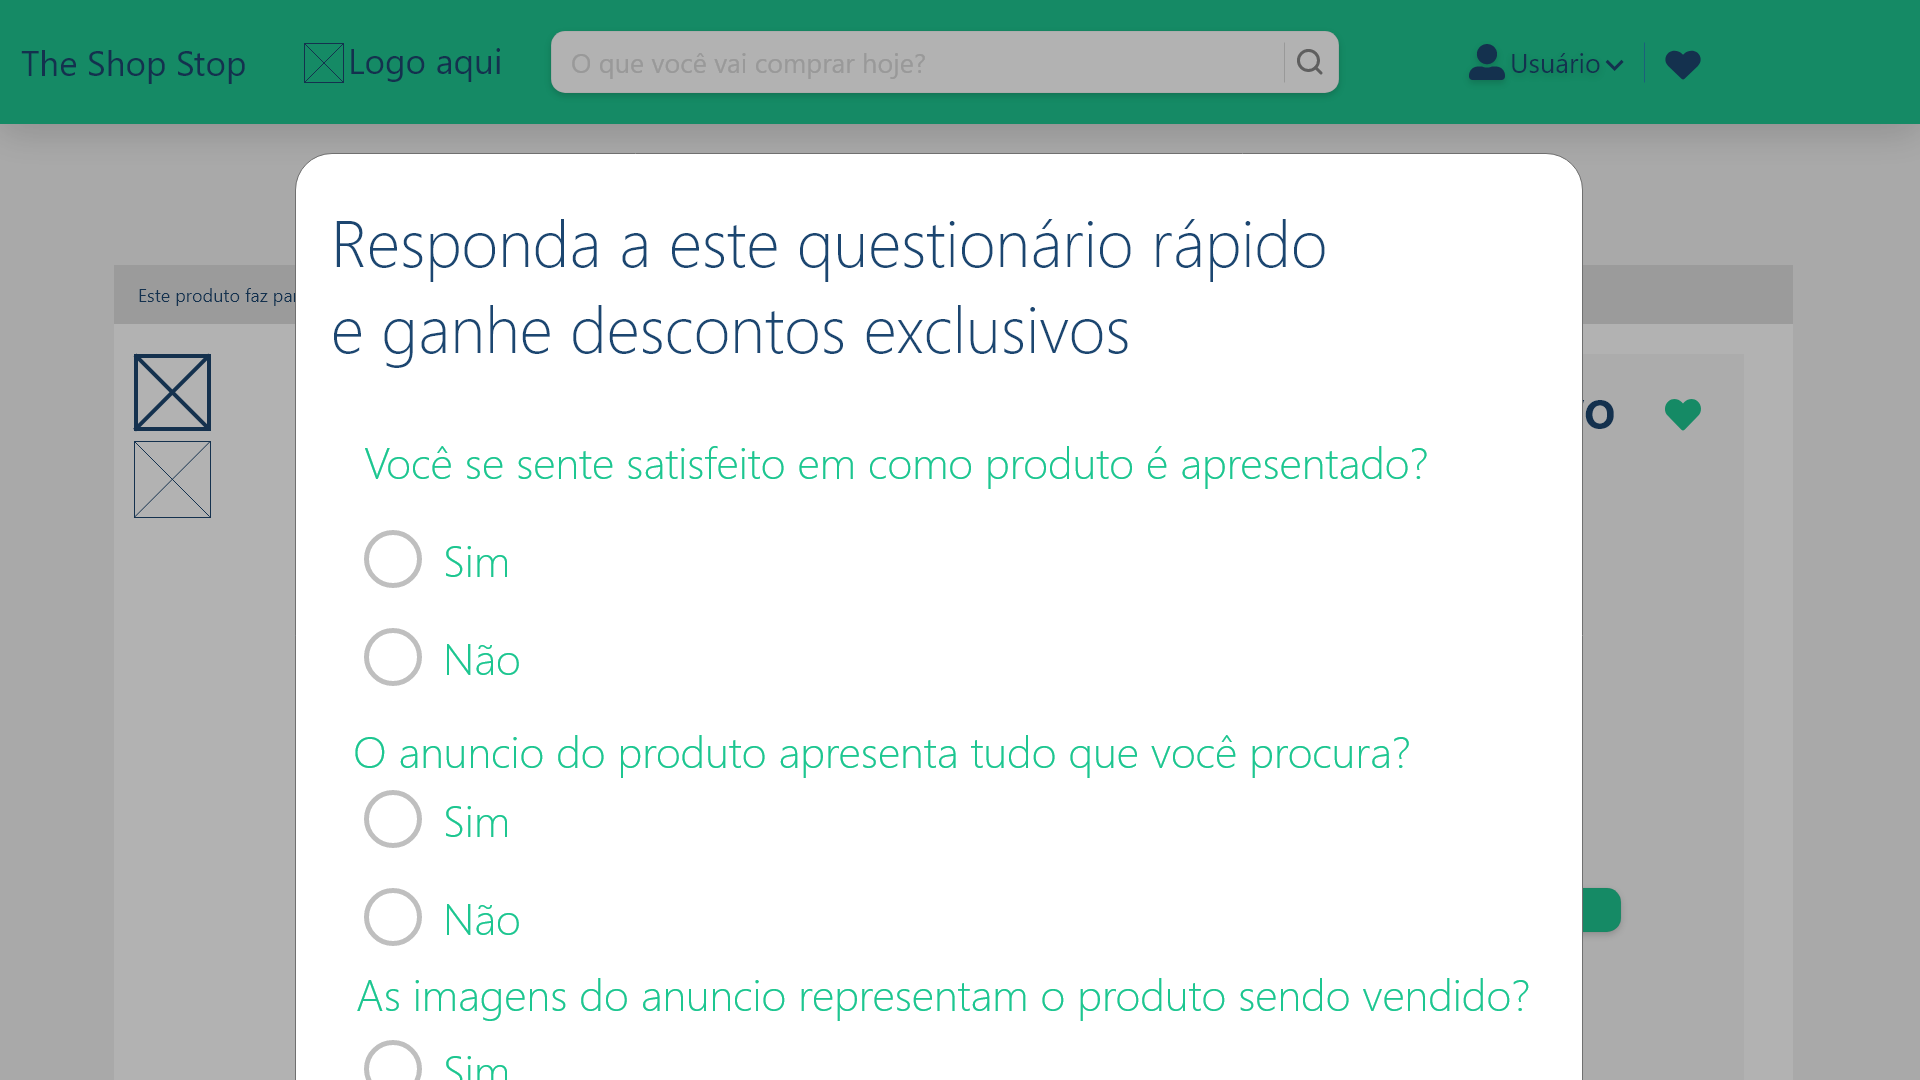 The Shop Stop
Logo aqui
O que você vai comprar hoje?
Usuário
Responda a este questionário rápido
e ganhe descontos exclusivos
Este produto faz
Você se sente satisfeito em como produto é apresentado?
Sim
Não
O anuncio do produto apresenta tudo que você procura?
Sim
Não
As imagens do anuncio representam o produto sendo vendido?
Sim